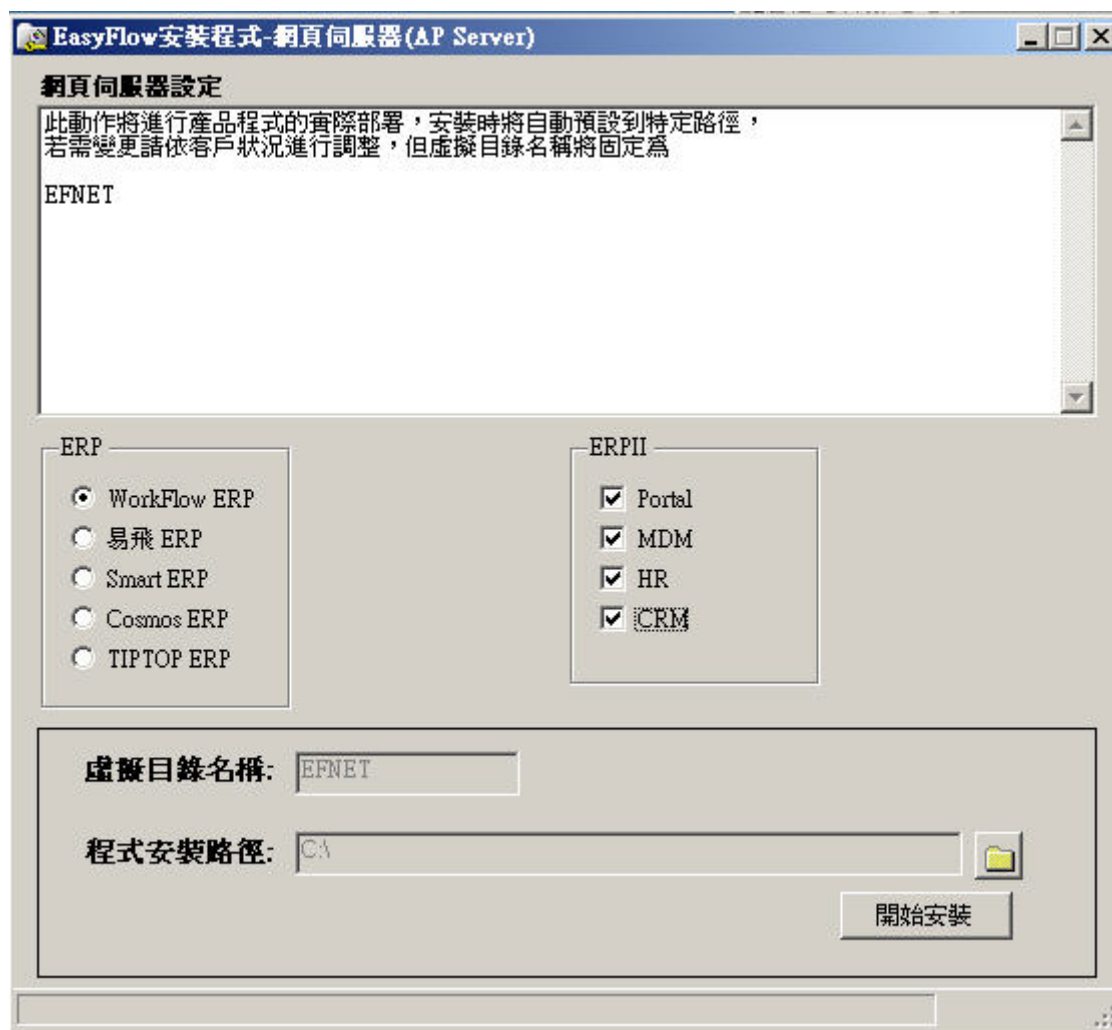 EasyFlow安裝程式-網頁伺服器(AP Server)
網頁伺服器設定
此動作將進行產品程式的實際部署，安裝時將自動預設到特定路徑，
若需變更請依客戶狀況進行調整，但虛擬目錄名稱將固定為
EFNET
ERP
WorkFlow ERP
易飛 ERP
Smart ERP
Cosmos ERP
TIPTOP ERP
ERPII
Portal
MDM
HR
CRM
虛擬目錄名稱: EFNET
程式安裝路徑: C:\
開始安裝